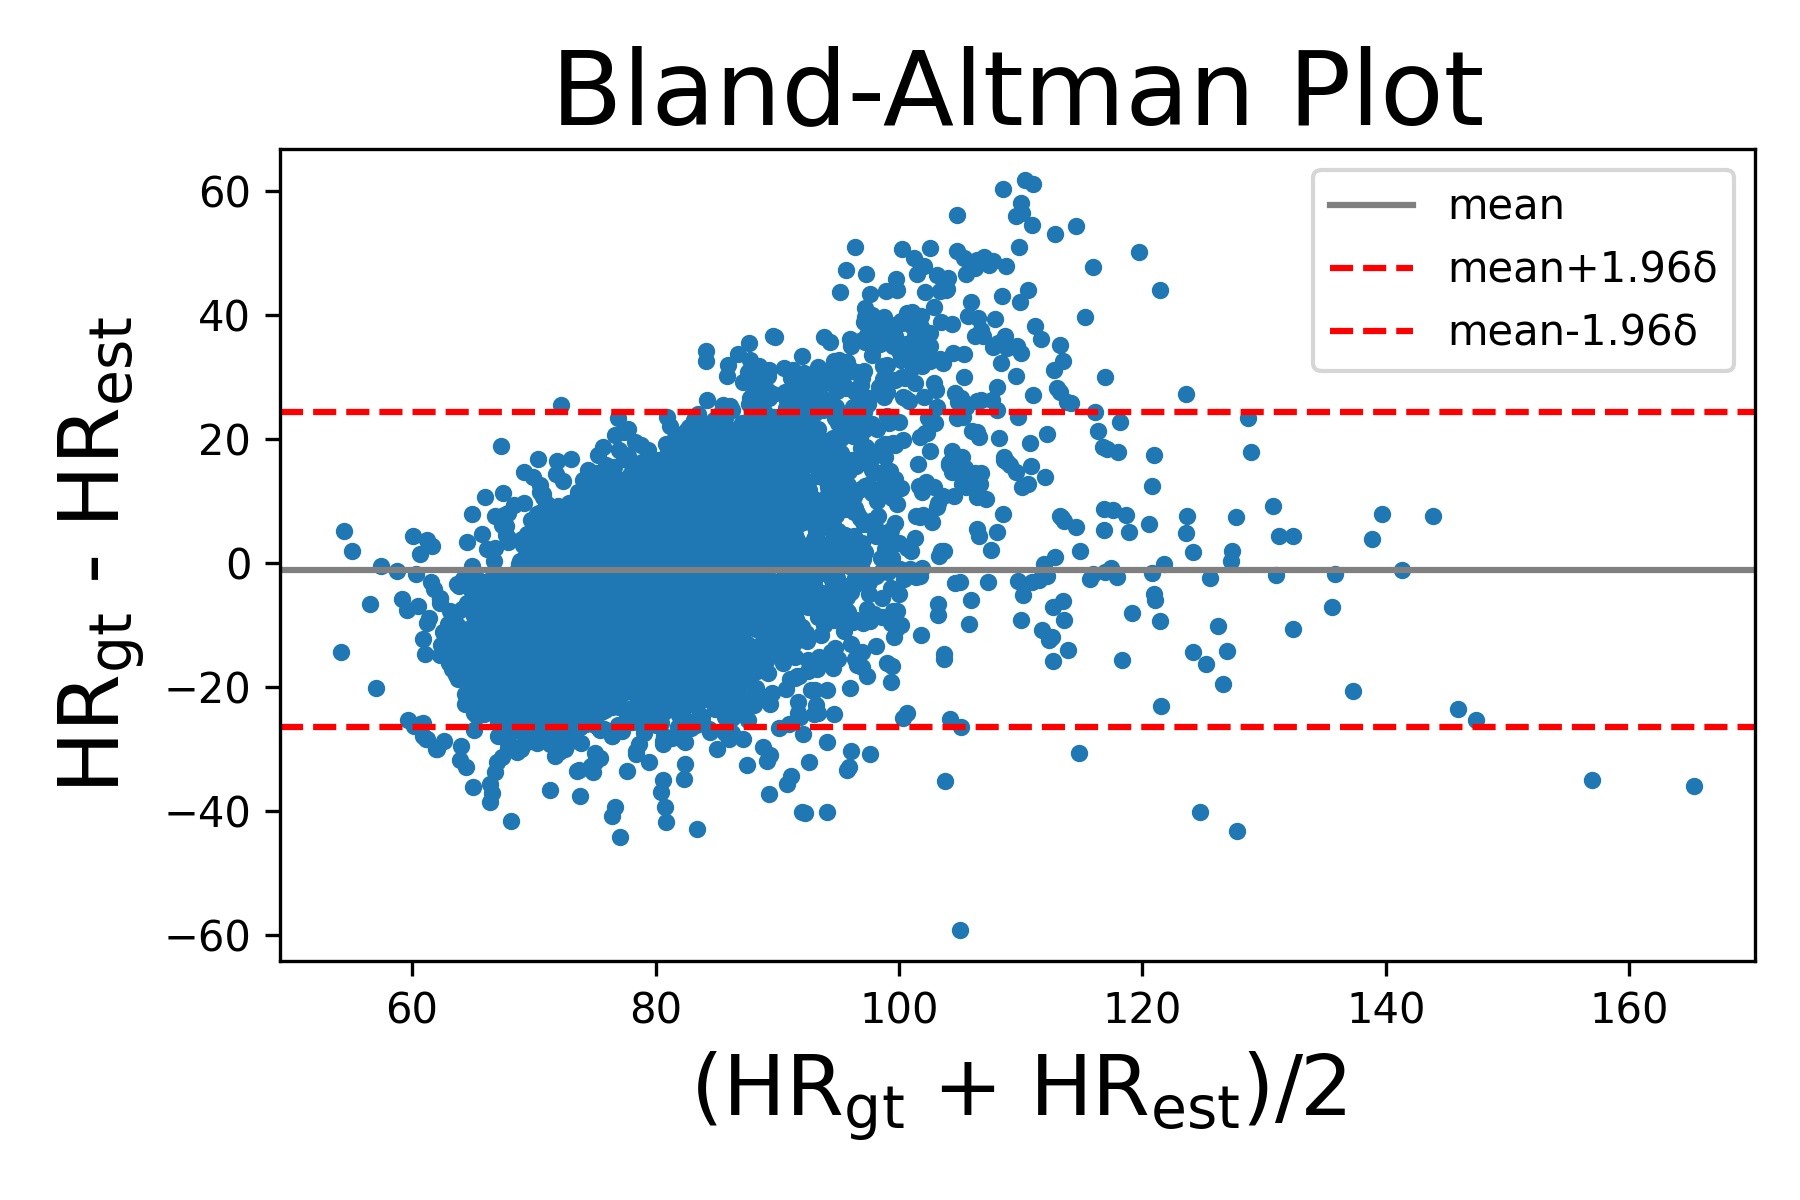 Bland-Altman Plot
HRgt - HRest
60
40
20
0
−20
−40
−60
mean
mean+1.96δ
mean-1.96δ
60 80 100 120 140 160
(HRgt + HRest)/2